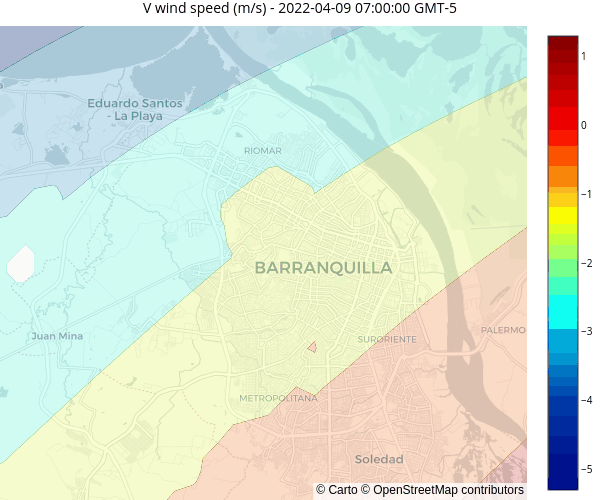 V wind speed (m/s) - 2022-04-09 07:00:00 GMT-5
1
Eduardo Santos
- La Playa
0
RIOMAR
−1
BARRANQUILLA
−2
Juan Mina
SURORIENTE
PALERMO
−3
METROPOLITANA
−4
Soledad
−5
© Carto © OpenStreetMap contributors